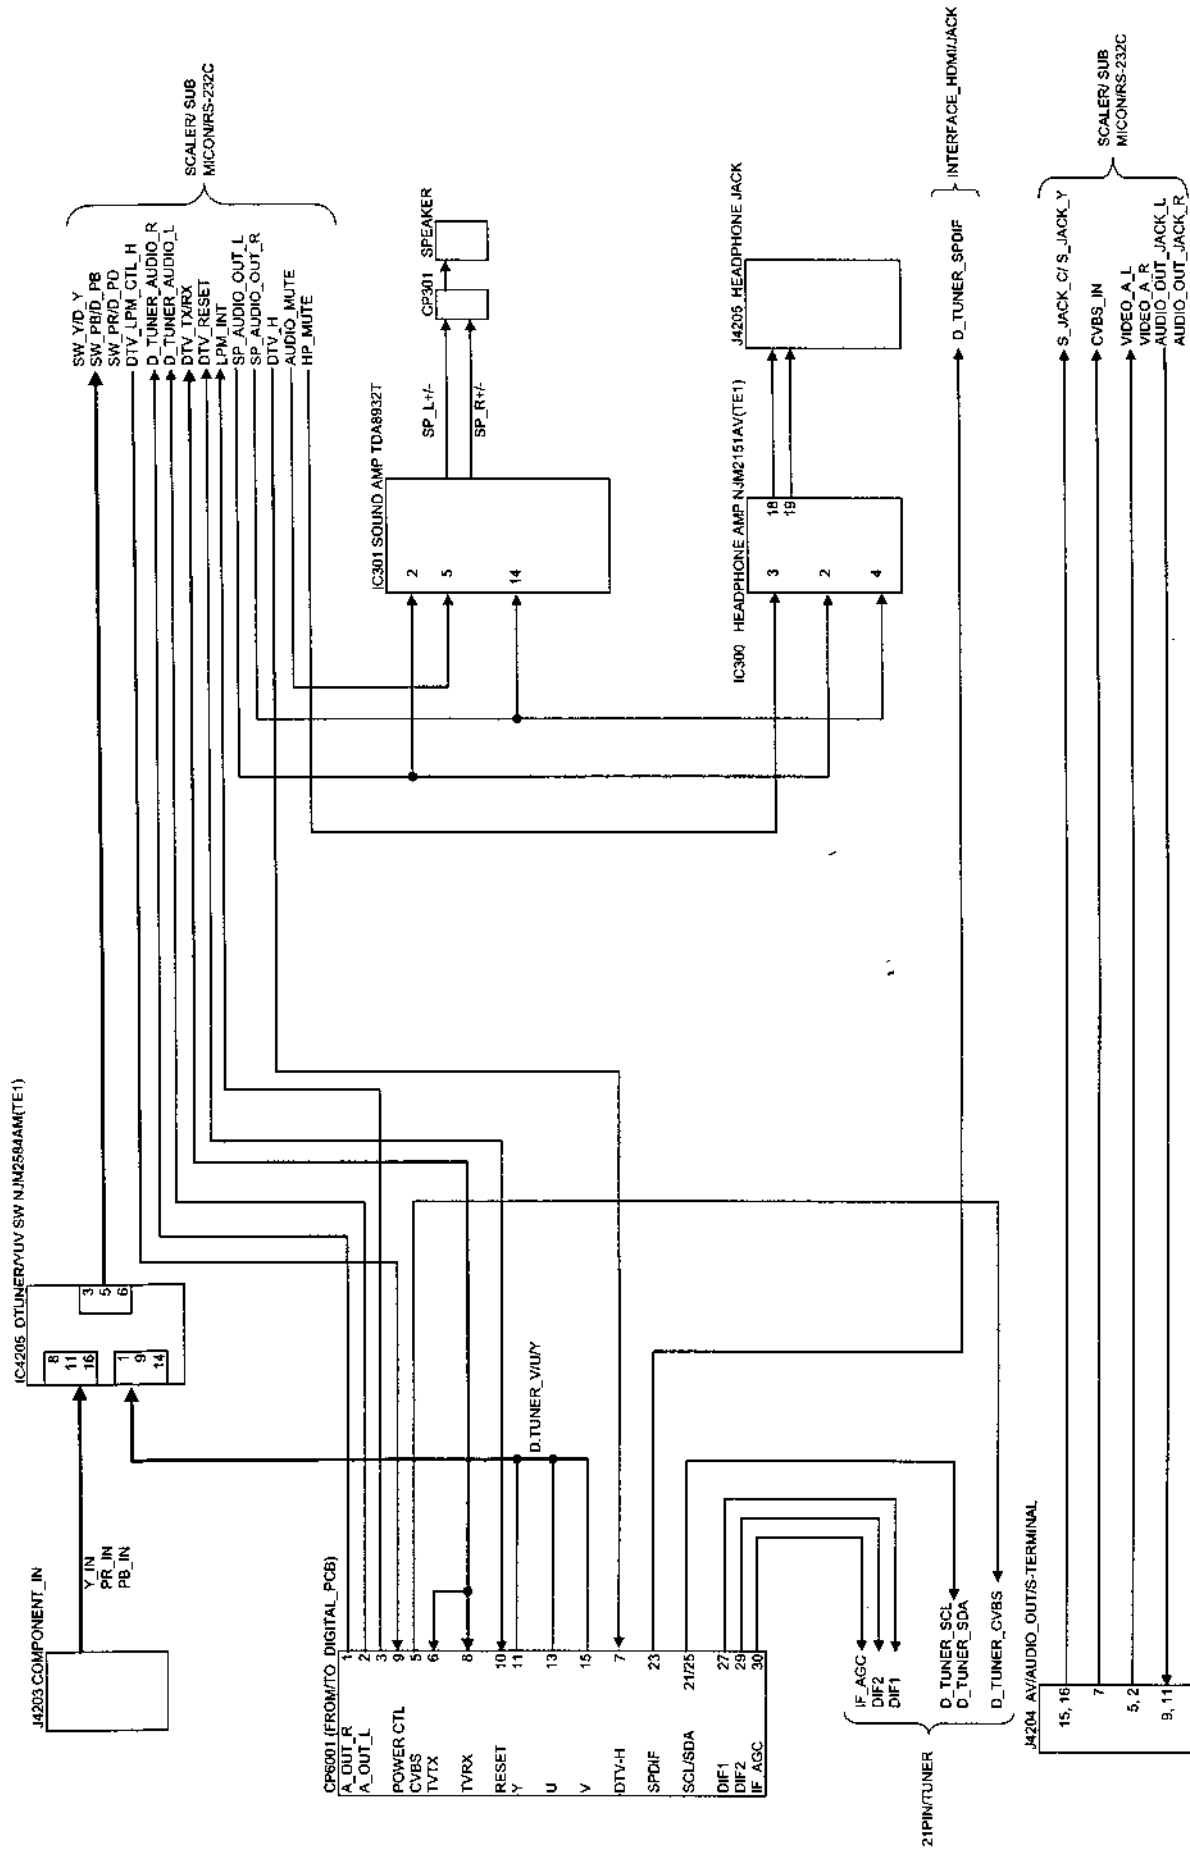 J4203 COMPONENT_IN
Y_IN
PR_IN
PB_IN
IC4205 DTUNER/YUV SW NJM2584AM(TE1)
8
11
16
1
9
14
3
5
6
SW_Y/D_Y
SW_PB/D_PB
SW_PR/D_PD
DTV_LPM_CTL_H
D_TUNER_AUDIO_R
D_TUNER_AUDIO_L
DTV_TX/RX
DTV_RESET
LPM_INT
SP_AUDIO_OUT_L
SP_AUDIO_OUT_R
DTV_H
AUDIO_MUTE
HP_MUTE
SCALER/ SUB
MICON/RS-232C
CP6001 (FROM/TO DIGITAL_PCB)
A_OUT_R 1
A_OUT_L 2
3
POWER CTL 9
CVBS 5
TVTX 6
TVRX 8
RESET 10
Y 11
U 13
V 15
DTV-H 7
SPDIF 23
SCL/SDA 21/25
DIF1 27
DIF2 29
IF_AGC 30
D.TUNER_V/U/Y
IC301 SOUND AMP TDA8932T
2
5
14
SP_L+/-
SP_R+/-
CP301
SPEAKER
IC300 HEADPHONE AMP NJM2151AV(TE1)
3
2
4
18
19
J4205 HEADPHONE JACK
D_TUNER_SPDIF
INTERFACE_HDMI/JACK
IF_AGC
DIF2
DIF1
D_TUNER_SCL
D_TUNER_SDA
D_TUNER_CVBS
21PIN/TUNER
J4204 AV/AUDIO_OUT/S-TERMINAL
15, 16
7
5, 2
9, 11
S_JACK_C/ S_JACK_Y
CVBS_IN
VIDEO_A_L
VIDEO_A_R
AUDIO_OUT_JACK_L
AUDIO_OUT_JACK_R
SCALER/ SUB
MICON/RS-232C